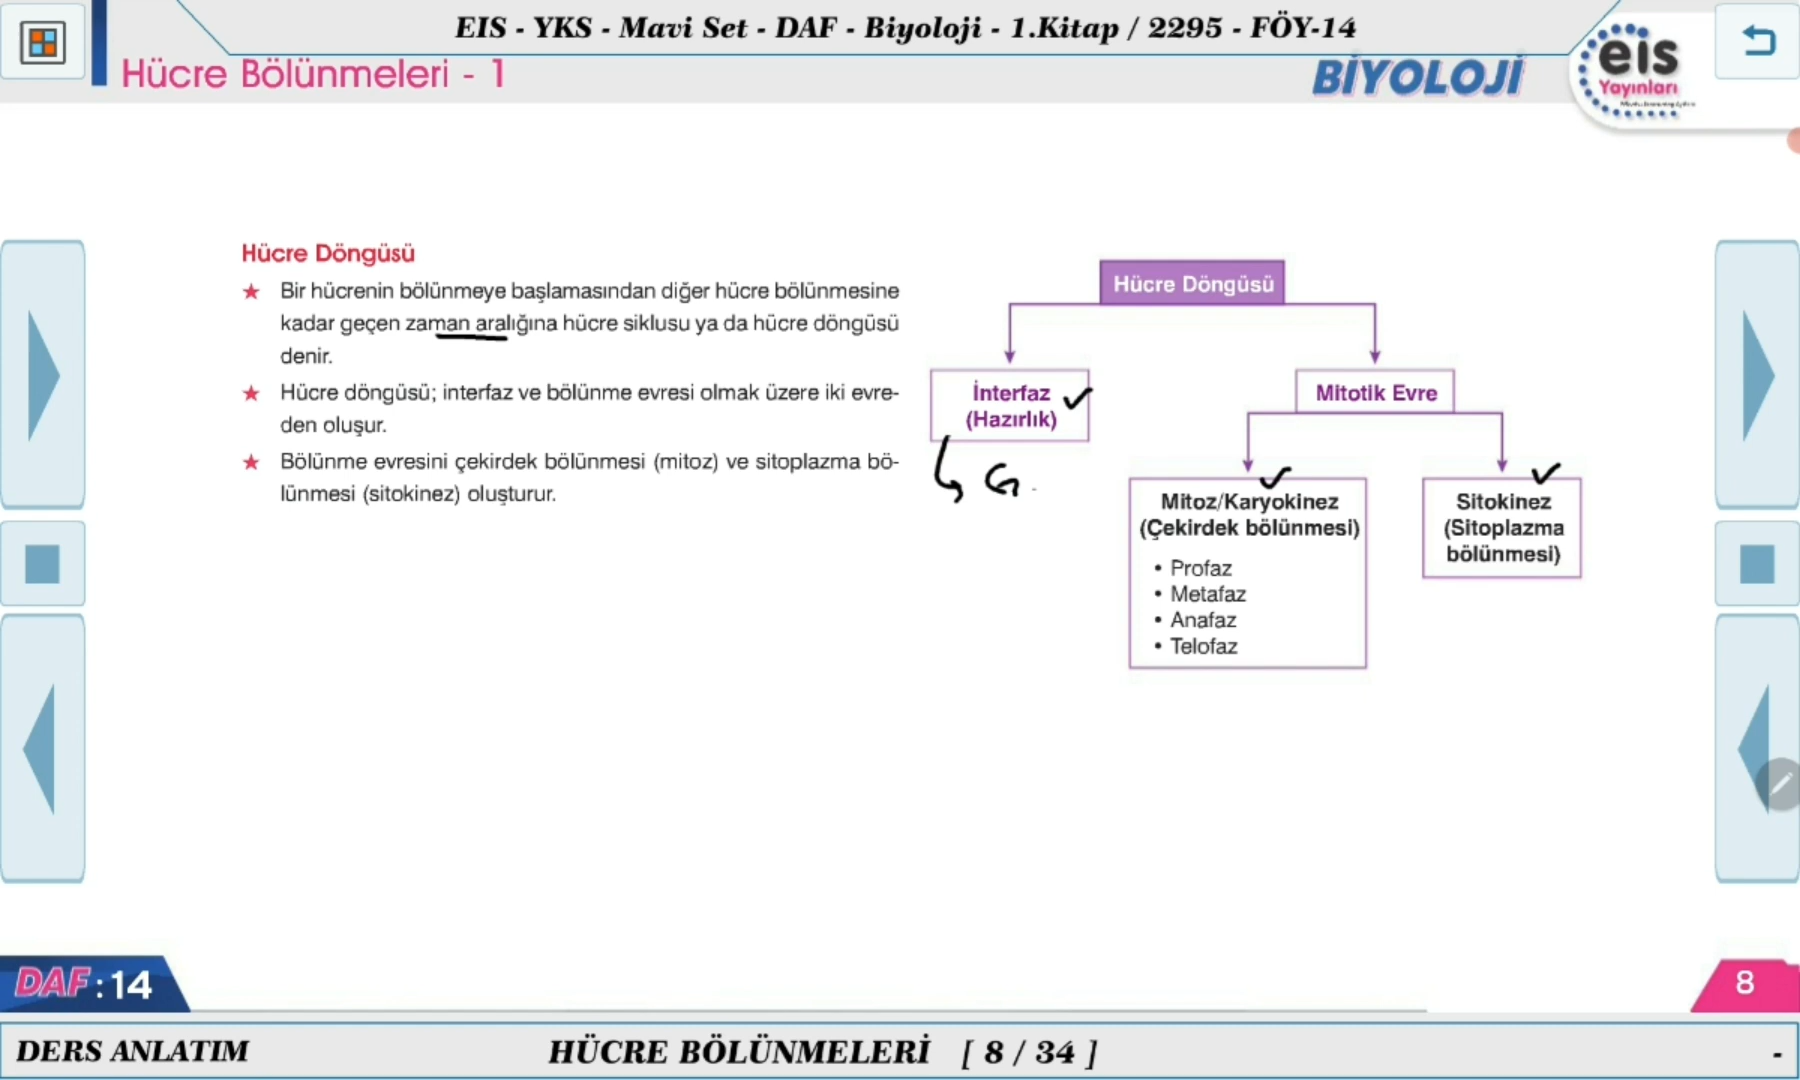 EIS - YKS - Mavi Set - DAF - Biyoloji - 1.Kitap / 2295 - FÖY-14
Hücre Bölünmeleri - 1
BİYOLOJİ
eis
Yayınları
Hücre Döngüsü
★ Bir hücrenin bölünmeye başlamasından diğer hücre bölünmesine
kadar geçen zaman aralığına hücre siklusu ya da hücre döngüsü
denir.
★ Hücre döngüsü; interfaz ve bölünme evresi olmak üzere iki evre-
den oluşur.
★ Bölünme evresini çekirdek bölünmesi (mitoz) ve sitoplazma bö-
lünmesi (sitokinez) oluşturur.
Hücre Döngüsü
İnterfaz
(Hazırlık)
G
Mitotik Evre
Mitoz/Karyokinez
(Çekirdek bölünmesi)
• Profaz
• Metafaz
• Anafaz
• Telofaz
Sitokinez
(Sitoplazma
bölünmesi)
DAF : 14
8
DERS ANLATIM
HÜCRE BÖLÜNMELERİ [ 8 / 34 ]
-